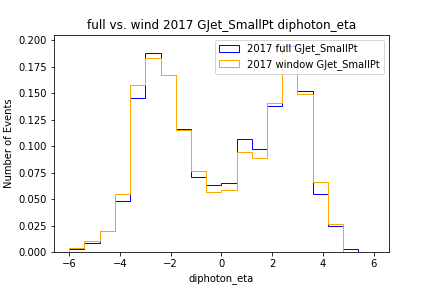 full vs. wind 2017 GJet_SmallPt diphoton_eta
2017 full GJet_SmallPt
2017 window GJet_SmallPt
Number of Events
0.200
0.175
0.150
0.125
0.100
0.075
0.050
0.025
0.000
−6 −4 −2 0 2 4 6
diphoton_eta